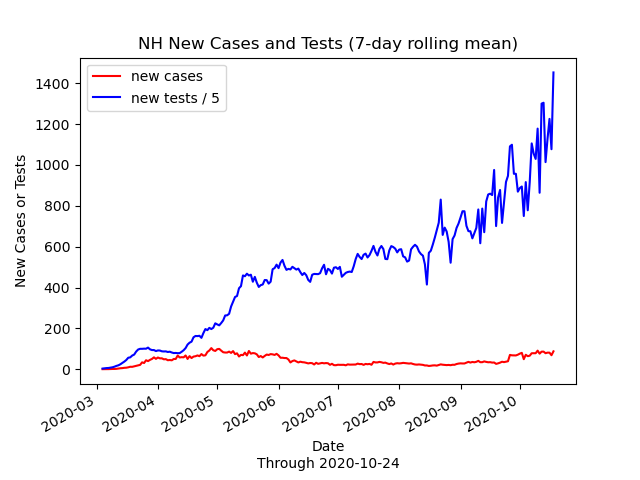 NH New Cases and Tests (7-day rolling mean)
new cases
new tests / 5
New Cases or Tests
1400
1200
1000
800
600
400
200
0
2020-03
2020-04
2020-05
2020-06
2020-07
2020-08
2020-09
2020-10
Date
Through 2020-10-24